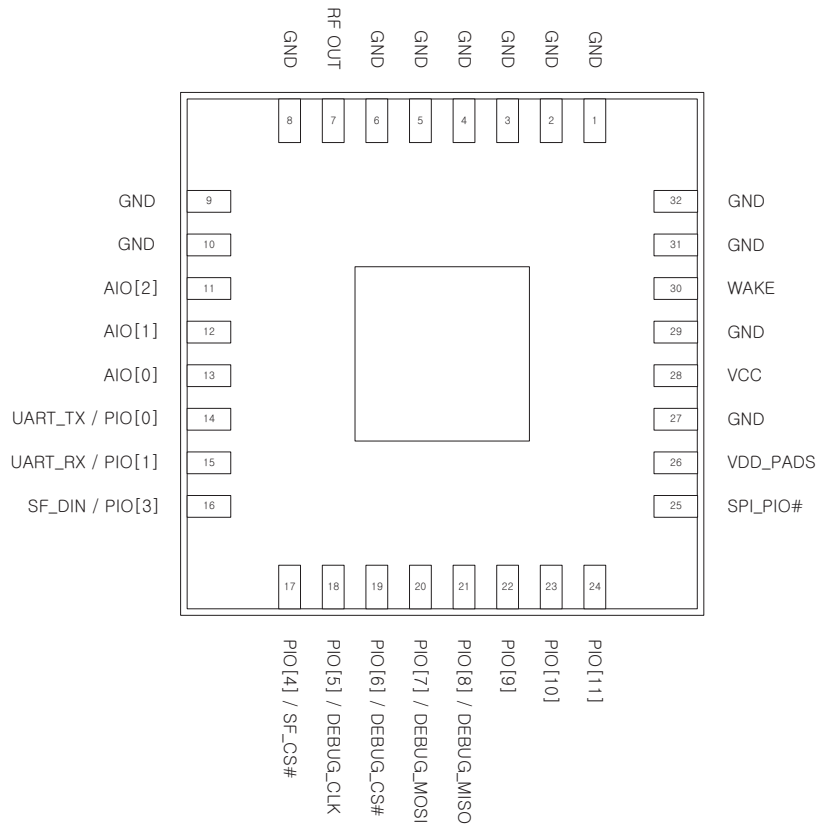 GND
RF OUT
GND
GND
GND
GND
GND
GND
8
7
6
5
4
3
2
1
GND 9
GND 10
AIO[2] 11
AIO[1] 12
AIO[0] 13
UART_TX / PIO[0] 14
UART_RX / PIO[1] 15
SF_DIN / PIO[3] 16
32 GND
31 GND
30 WAKE
29 GND
28 VCC
27 GND
26 VDD_PADS
25 SPI_PIO#
17
18
19
20
21
22
23
24
PIO[4] / SF_CS#
PIO[5] / DEBUG_CLK
PIO[6] / DEBUG_CS#
PIO[7] / DEBUG_MOSI
PIO[8] / DEBUG_MISO
PIO[9]
PIO[10]
PIO[11]